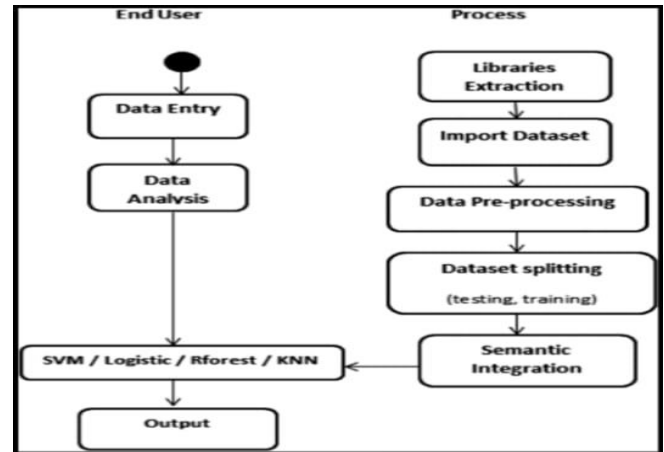 End User
Process
Data Entry
Data
Analysis
SVM / Logistic / Rforest / KNN
Output
Libraries
Extraction
Import Dataset
Data Pre-processing
Dataset splitting
(testing, training)
Semantic
Integration